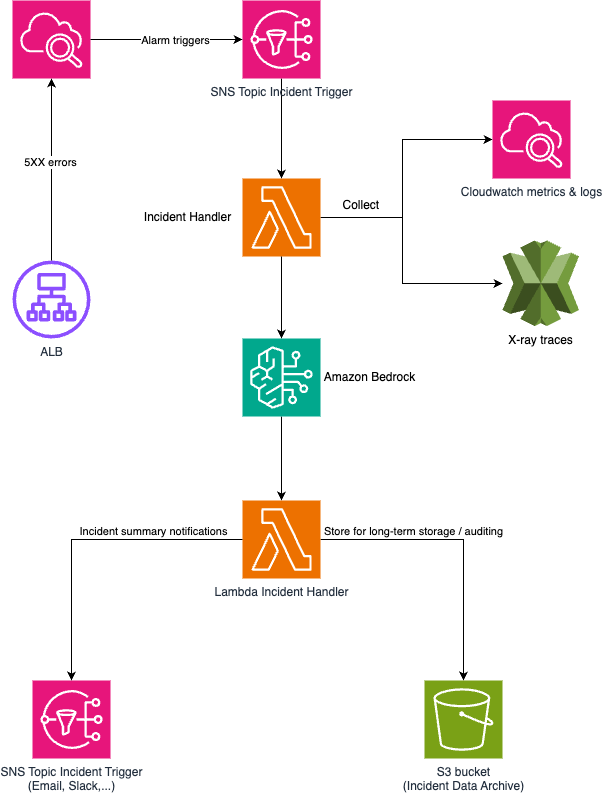 Alarm triggers
SNS Topic Incident Trigger
5XX errors
Cloudwatch metrics & logs
Incident Handler
Collect
ALB
X-ray traces
Amazon Bedrock
Incident summary notifications
Store for long-term storage / auditing
Lambda Incident Handler
SNS Topic Incident Trigger
(Email, Slack,...)
S3 bucket
(Incident Data Archive)